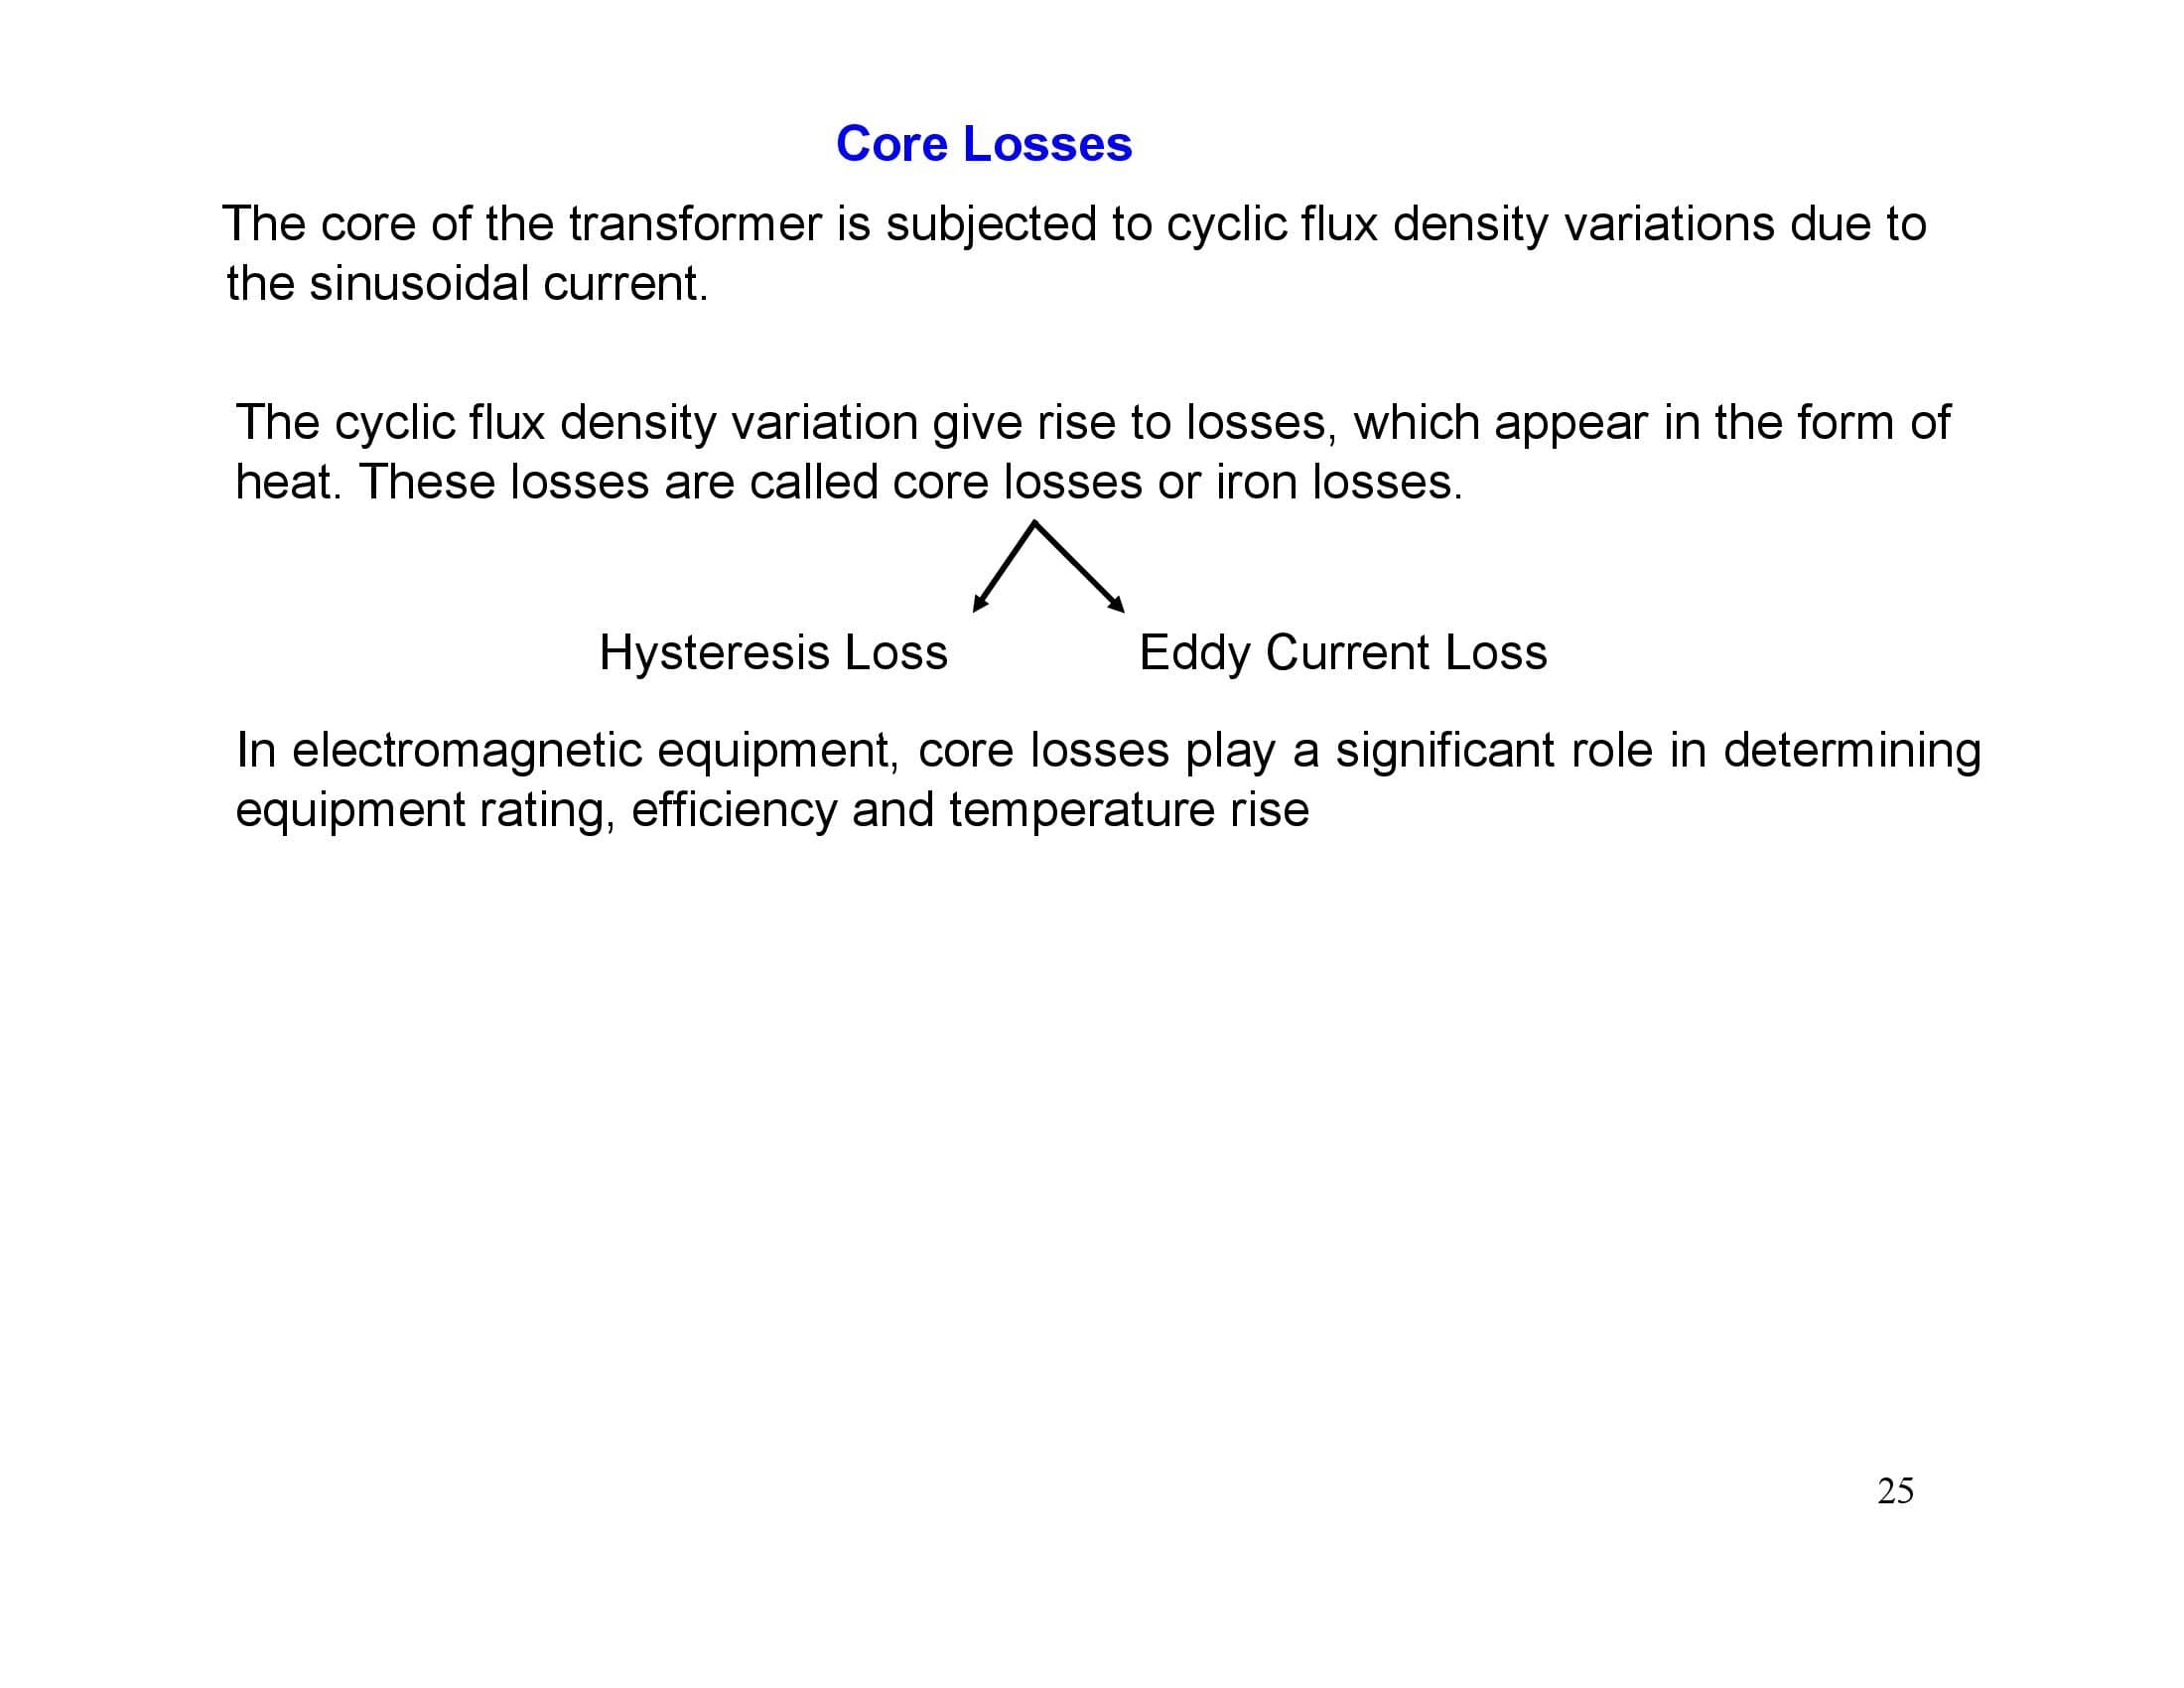 Core Losses
The core of the transformer is subjected to cyclic flux density variations due to
the sinusoidal current.
The cyclic flux density variation give rise to losses, which appear in the form of
heat. These losses are called core losses or iron losses.
Hysteresis Loss Eddy Current Loss
In electromagnetic equipment, core losses play a significant role in determining
equipment rating, efficiency and temperature rise
25